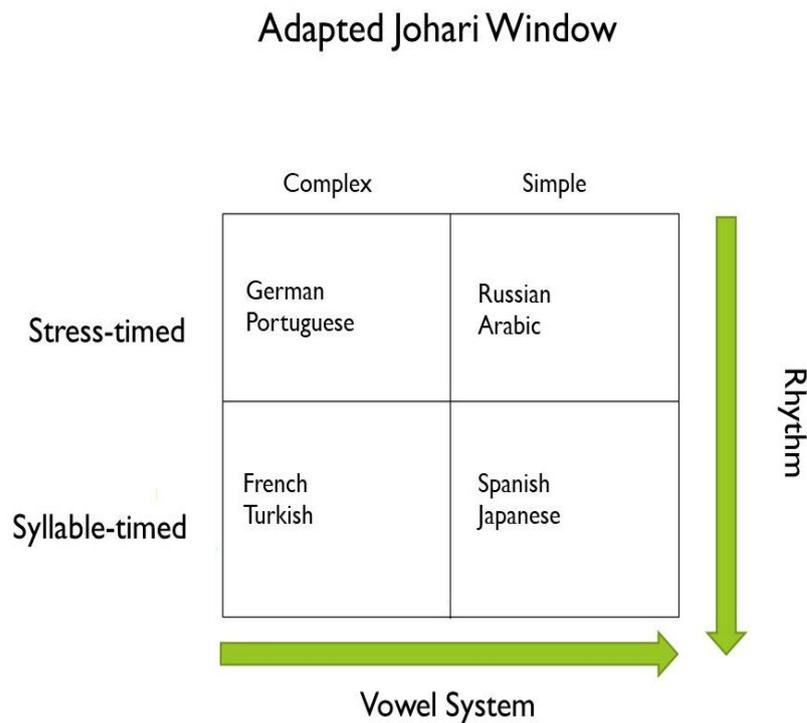 Adapted Johari Window
Complex
Simple
Stress-timed
German
Portuguese
Russian
Arabic
Rhythm
Syllable-timed
French
Turkish
Spanish
Japanese
Vowel System